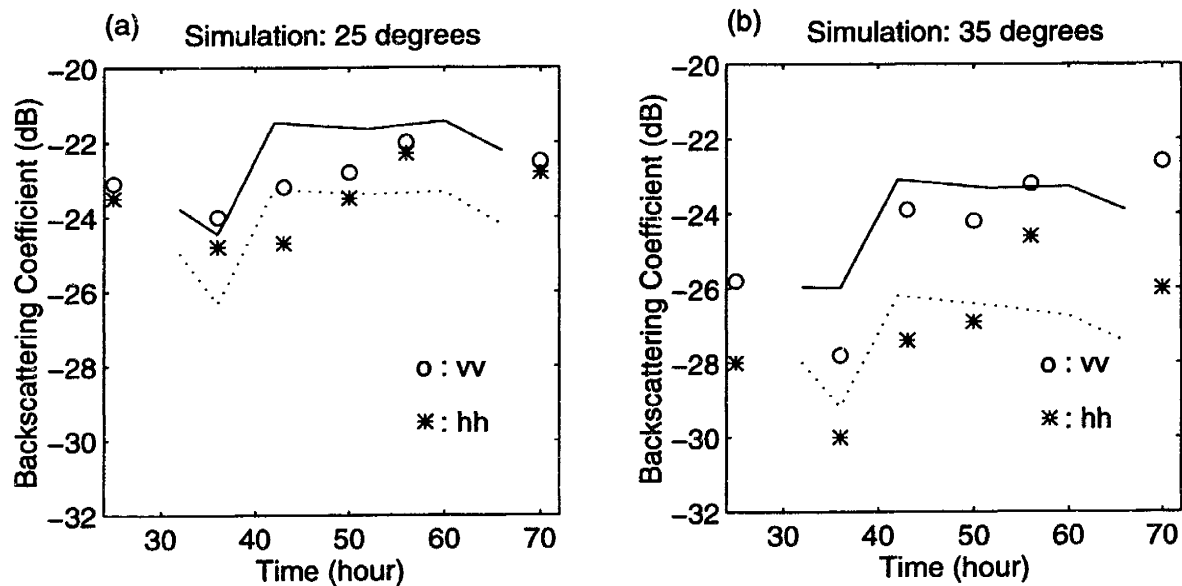 (a)
Simulation: 25 degrees
Backscattering Coefficient (dB)
−20
−22
−24
−26
−28
−30
−32
o : vv
* : hh
30
40
50
60
70
Time (hour)
(b)
Simulation: 35 degrees
Backscattering Coefficient (dB)
−20
−22
−24
−26
−28
−30
−32
o : vv
* : hh
30
40
50
60
70
Time (hour)